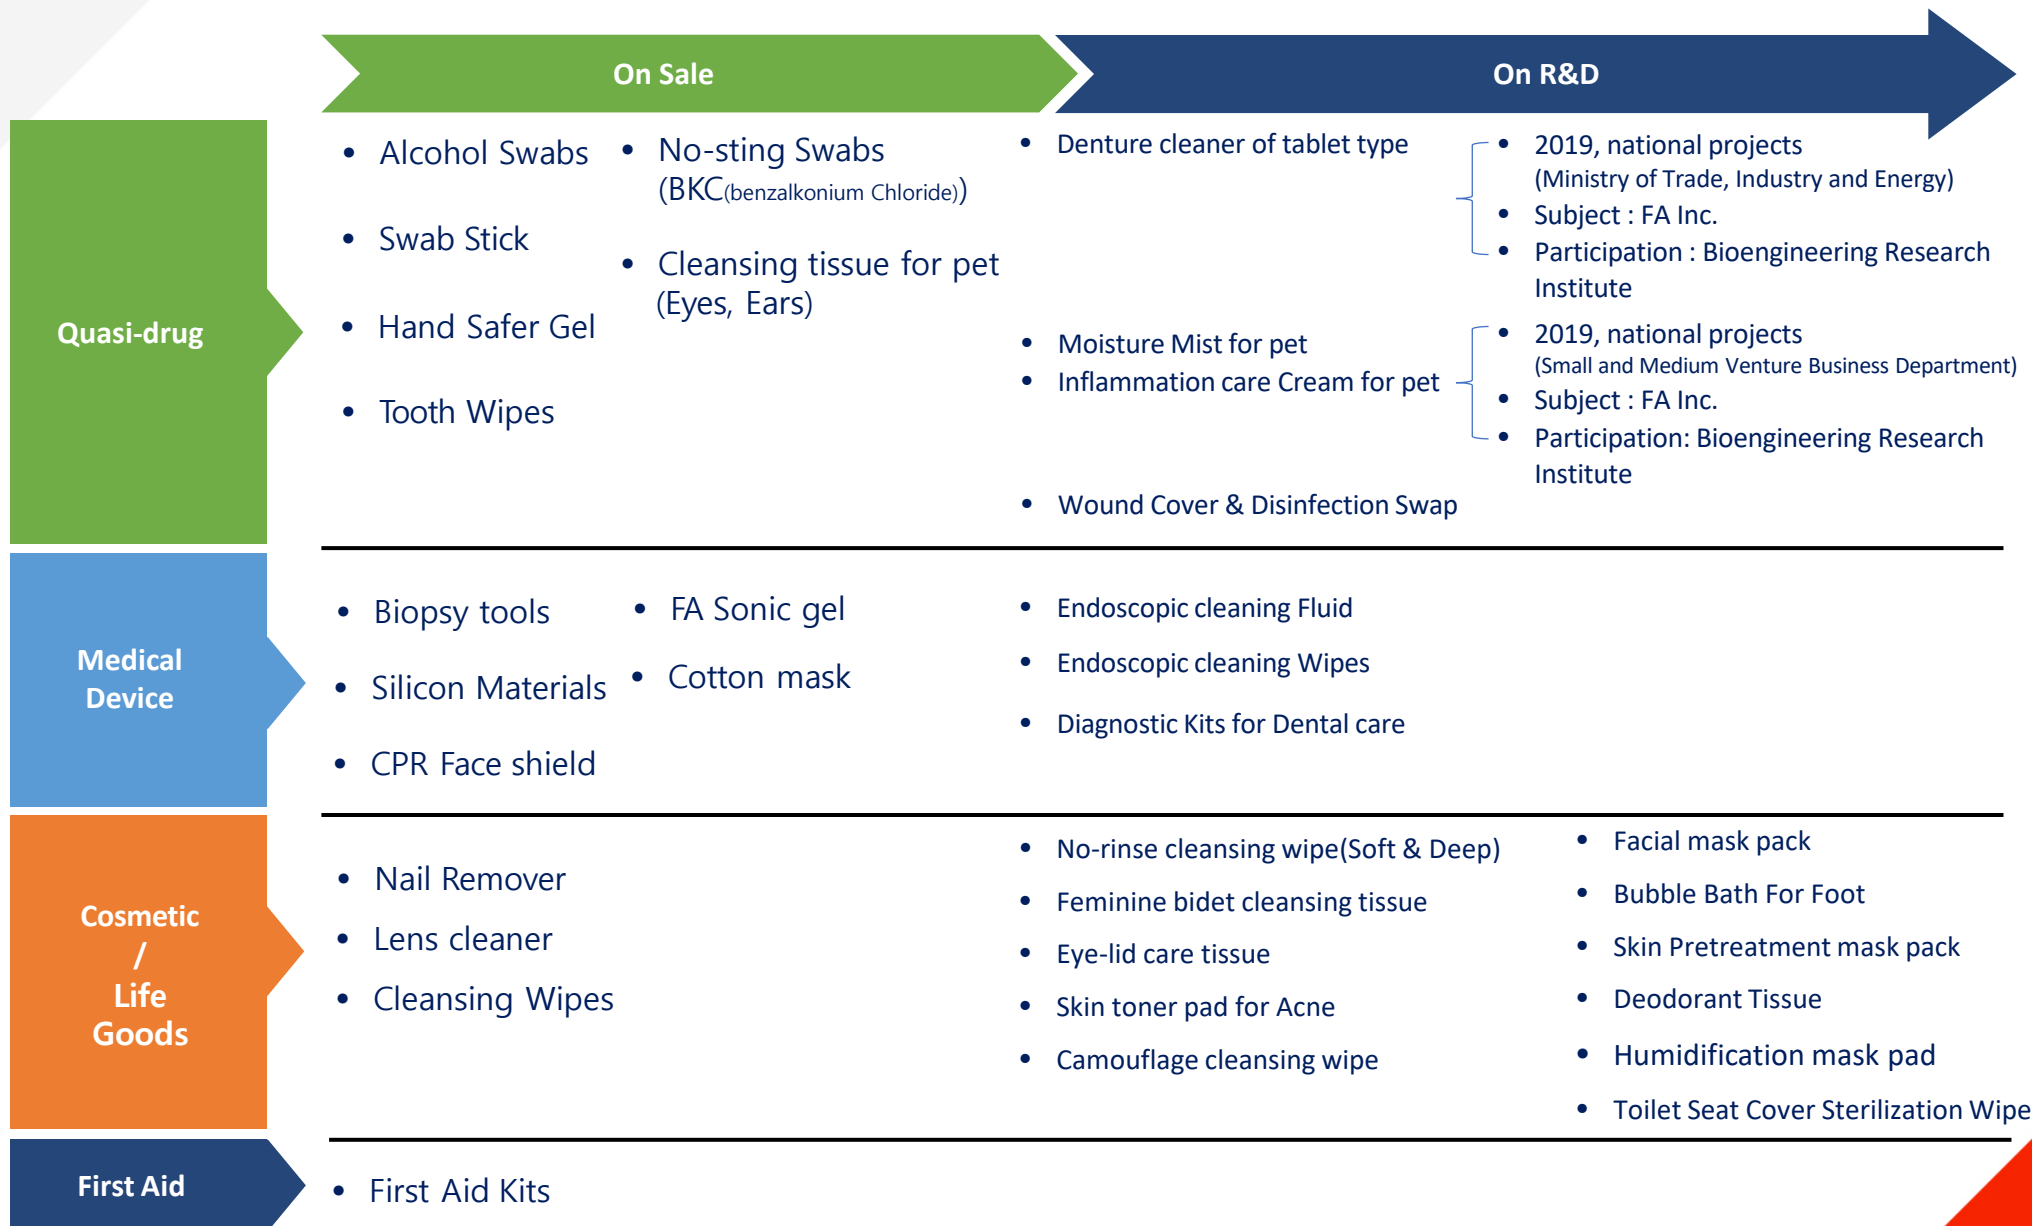 On Sale
On R&D
Quasi-drug
• Alcohol Swabs
• Swab Stick
• Hand Safer Gel
• Tooth Wipes
• No-sting Swabs
(BKC(benzalkonium Chloride))
• Cleansing tissue for pet
(Eyes, Ears)
• Denture cleaner of tablet type
• 2019, national projects
(Ministry of Trade, Industry and Energy)
• Subject : FA Inc.
• Participation : Bioengineering Research
Institute
• Moisture Mist for pet
• Inflammation care Cream for pet
• 2019, national projects
(Small and Medium Venture Business Department)
• Subject : FA Inc.
• Participation: Bioengineering Research
Institute
• Wound Cover & Disinfection Swap
Medical
Device
• Biopsy tools
• Silicon Materials
• CPR Face shield
• FA Sonic gel
• Cotton mask
• Endoscopic cleaning Fluid
• Endoscopic cleaning Wipes
• Diagnostic Kits for Dental care
Cosmetic
/
Life
Goods
• Nail Remover
• Lens cleaner
• Cleansing Wipes
• No-rinse cleansing wipe(Soft & Deep)
• Feminine bidet cleansing tissue
• Eye-lid care tissue
• Skin toner pad for Acne
• Camouflage cleansing wipe
• Facial mask pack
• Bubble Bath For Foot
• Skin Pretreatment mask pack
• Deodorant Tissue
• Humidification mask pad
• Toilet Seat Cover Sterilization Wipe
First Aid
• First Aid Kits